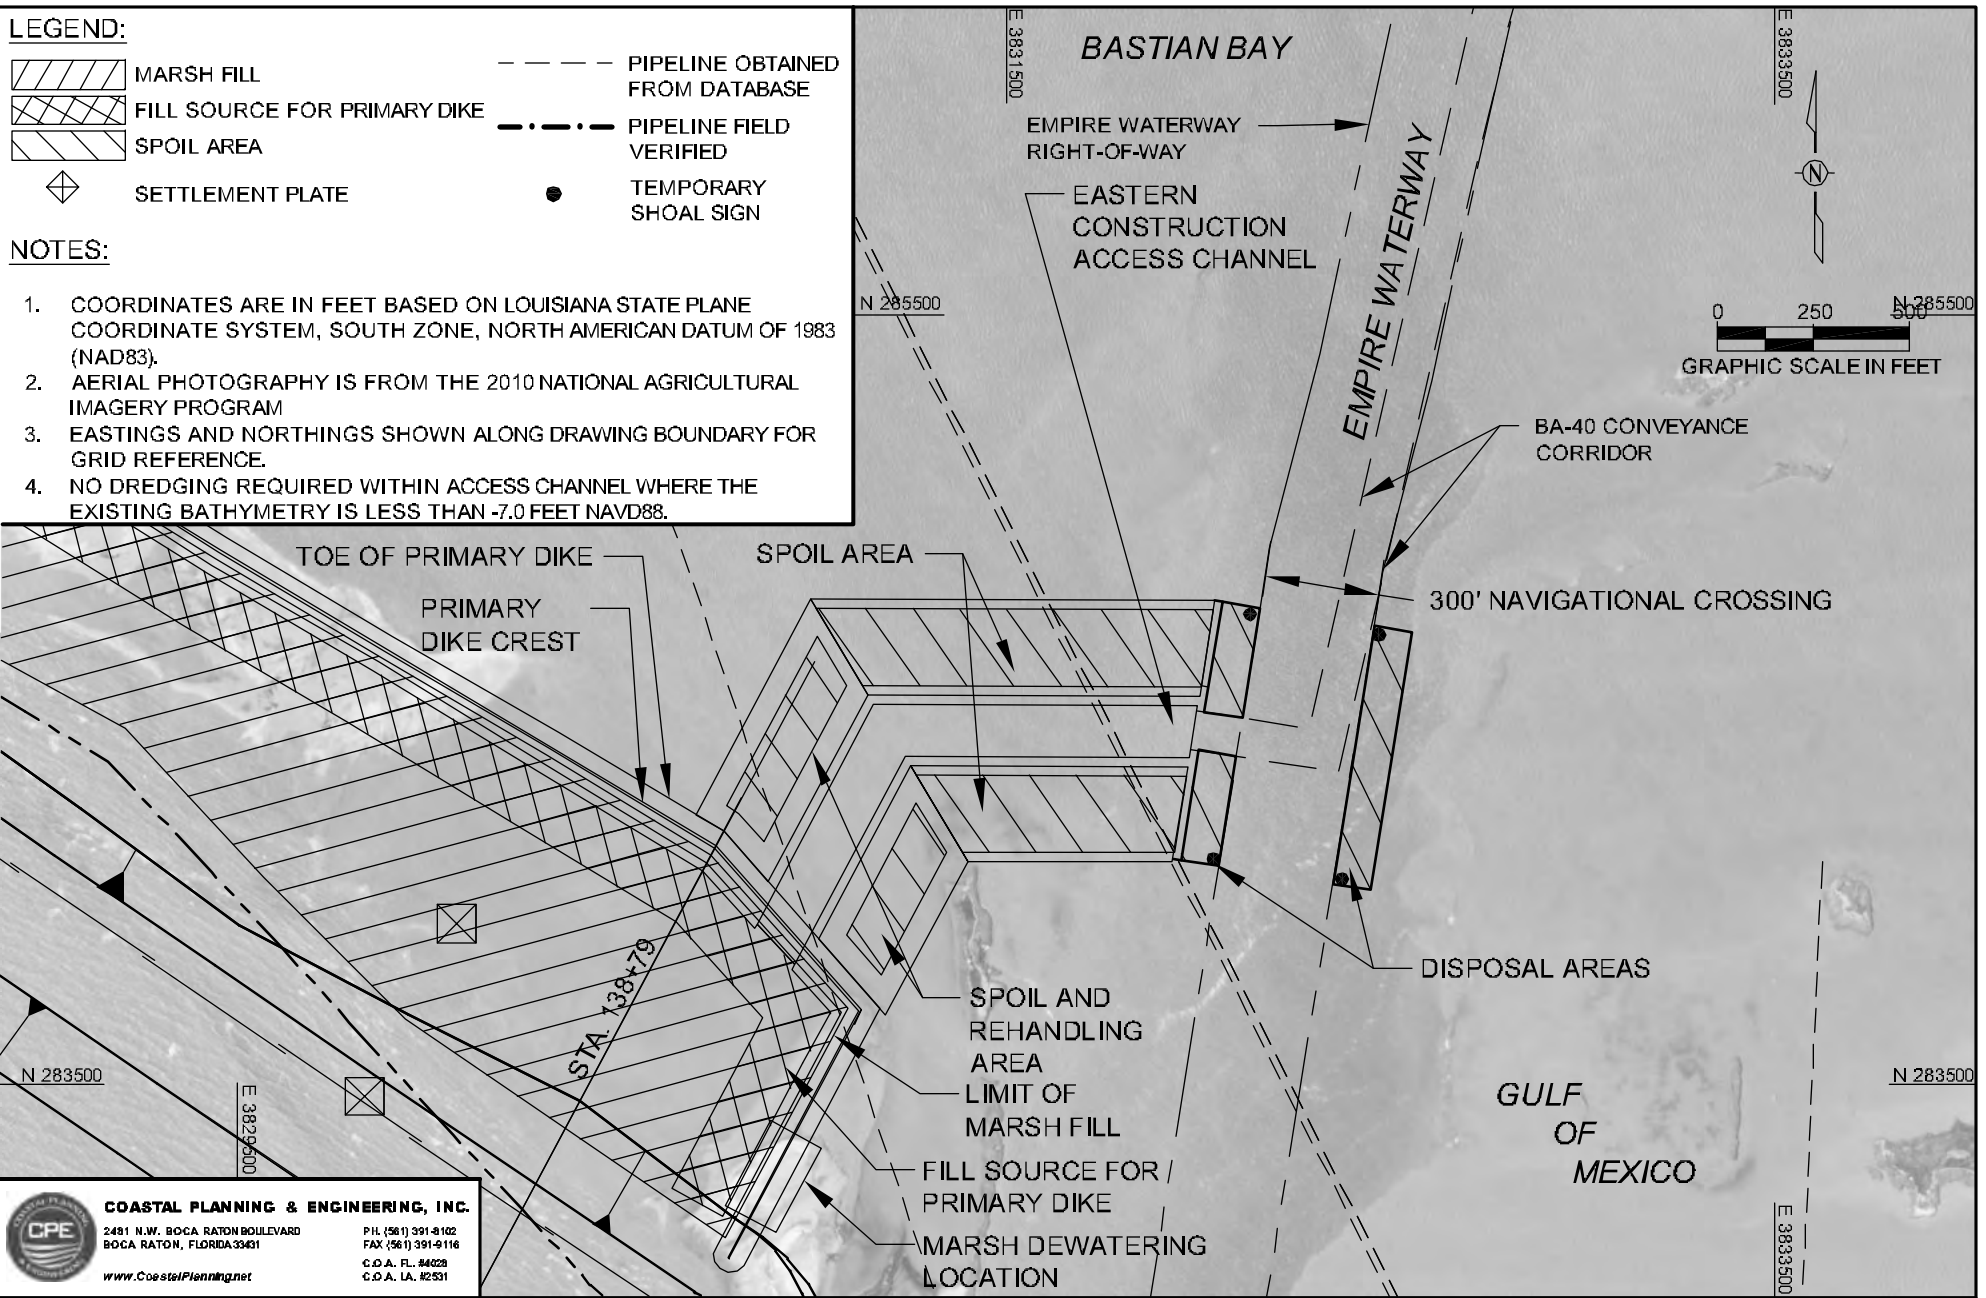 LEGEND:
MARSH FILL
FILL SOURCE FOR PRIMARY DIKE
SPOIL AREA
SETTLEMENT PLATE
PIPELINE OBTAINED
FROM DATABASE
PIPELINE FIELD
VERIFIED
TEMPORARY
SHOAL SIGN
NOTES:
1. COORDINATES ARE IN FEET BASED ON LOUISIANA STATE PLANE
COORDINATE SYSTEM, SOUTH ZONE, NORTH AMERICAN DATUM OF 1983
(NAD83).
2. AERIAL PHOTOGRAPHY IS FROM THE 2010 NATIONAL AGRICULTURAL
IMAGERY PROGRAM
3. EASTINGS AND NORTHINGS SHOWN ALONG DRAWING BOUNDARY FOR
GRID REFERENCE.
4. NO DREDGING REQUIRED WITHIN ACCESS CHANNEL WHERE THE
EXISTING BATHYMETRY IS LESS THAN -7.0 FEET NAVD88.
E 3831500
BASTIAN BAY
E 3833500
EMPIRE WATERWAY
RIGHT-OF-WAY
EASTERN
CONSTRUCTION
ACCESS CHANNEL
EMPIRE WATERWAY
EMPIRE WATERWAY
N
N 285500
N 285500
0 250 500
GRAPHIC SCALE IN FEET
BA-40 CONVEYANCE
CORRIDOR
TOE OF PRIMARY DIKE
SPOIL AREA
PRIMARY
DIKE CREST
300' NAVIGATIONAL CROSSING
STA. 138+79
DISPOSAL AREAS
SPOIL AND
REHANDLING
AREA
LIMIT OF
MARSH FILL
FILL SOURCE FOR
PRIMARY DIKE
MARSH DEWATERING
LOCATION
N 283500
N 283500
E 3829500
GULF
OF
MEXICO
E 3833500
CPE
COASTAL PLANNING & ENGINEERING, INC.
2481 N.W. BOCA RATON BOULEVARD
BOCA RATON, FLORIDA 33431
www.CoastalPlanning.net
PH. (561) 391-8102
FAX (561) 391-9116
C.O.A. FL. #4028
C.O.A. LA. #2531